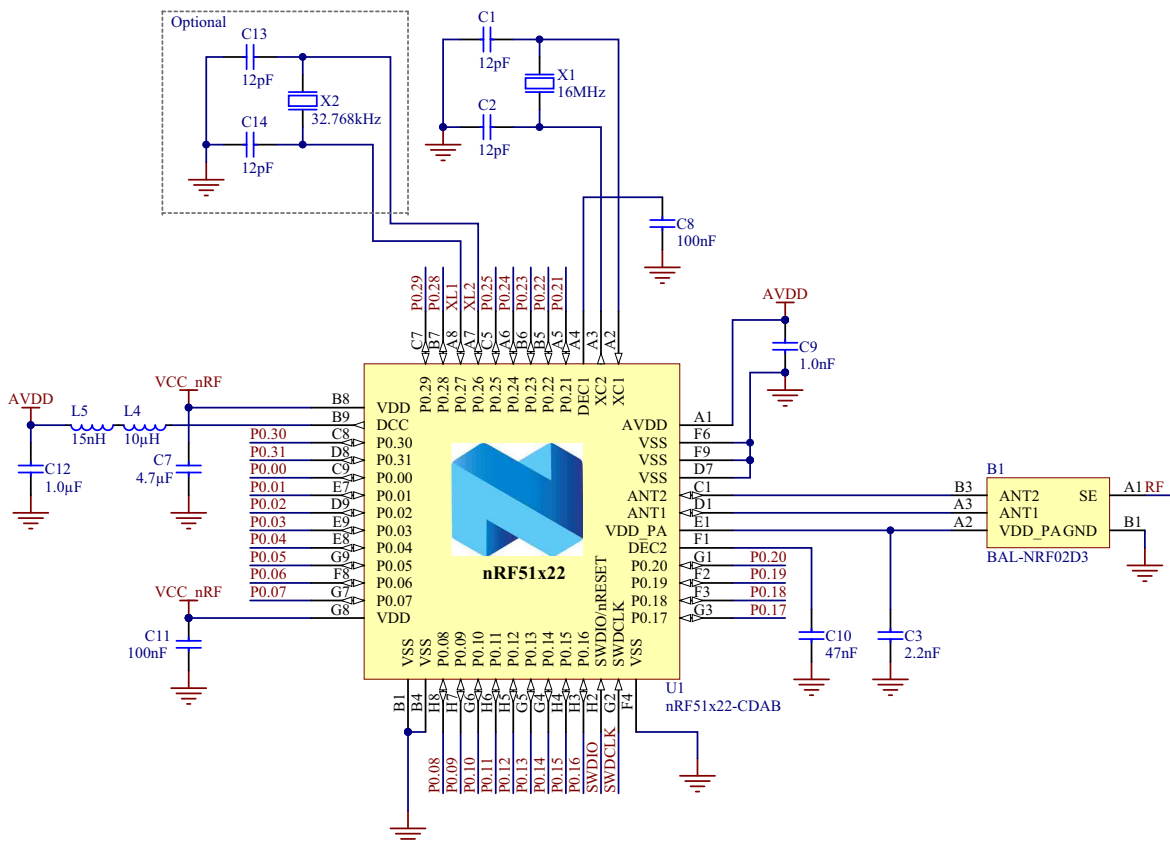 Optional
C13
12pF
X2
32.768kHz
C14
12pF
C1
12pF
X1
16MHz
C2
12pF
C8
100nF
P0.29
P0.28
XL1
XL2
P0.25
P0.24
P0.23
P0.22
P0.21
C7
B7
A8
A7
C5
A6
B6
B5
A5
A4
A3
A2
P0.29
P0.28
P0.27
P0.26
P0.25
P0.24
P0.23
P0.22
P0.21
DEC1
XC2
XC1
AVDD
C9
1.0nF
VCC_nRF
AVDD
L5
15nH
L4
10µH
C12
1.0µF
C7
4.7µF
B8 VDD
B9 DCC
P0.30 C8 P0.30
P0.31 D8 P0.31
P0.00 C9 P0.00
P0.01 E7 P0.01
P0.02 D9 P0.02
P0.03 E9 P0.03
P0.04 E8 P0.04
P0.05 G9 P0.05
P0.06 F8 P0.06
P0.07 G7 P0.07
G8 VDD
VCC_nRF
C11
100nF
nRF51x22
AVDD A1
VSS F6
VSS F9
VSS D7
ANT2 C1
ANT1 D1
VDD_PA E1
DEC2 F1
P0.20 G1 P0.20
P0.19 F2 P0.19
P0.18 F3 P0.18
P0.17 G3 P0.17
B1
B3 ANT2 SE A1 RF
A3 ANT1
A2 VDD_PA GND B1
BAL-NRF02D3
C10
47nF
C3
2.2nF
VSS
VSS
P0.08
P0.09
P0.10
P0.11
P0.12
P0.13
P0.14
P0.15
P0.16
SWDIO/nRESET
SWDCLK
VSS
U1
nRF51x22-CDAB
B1
B4
H8
H7
G6
H6
H5
G5
G4
H4
H3
H2
G2
F4
P0.08
P0.09
P0.10
P0.11
P0.12
P0.13
P0.14
P0.15
P0.16
SWDIO
SWDCLK